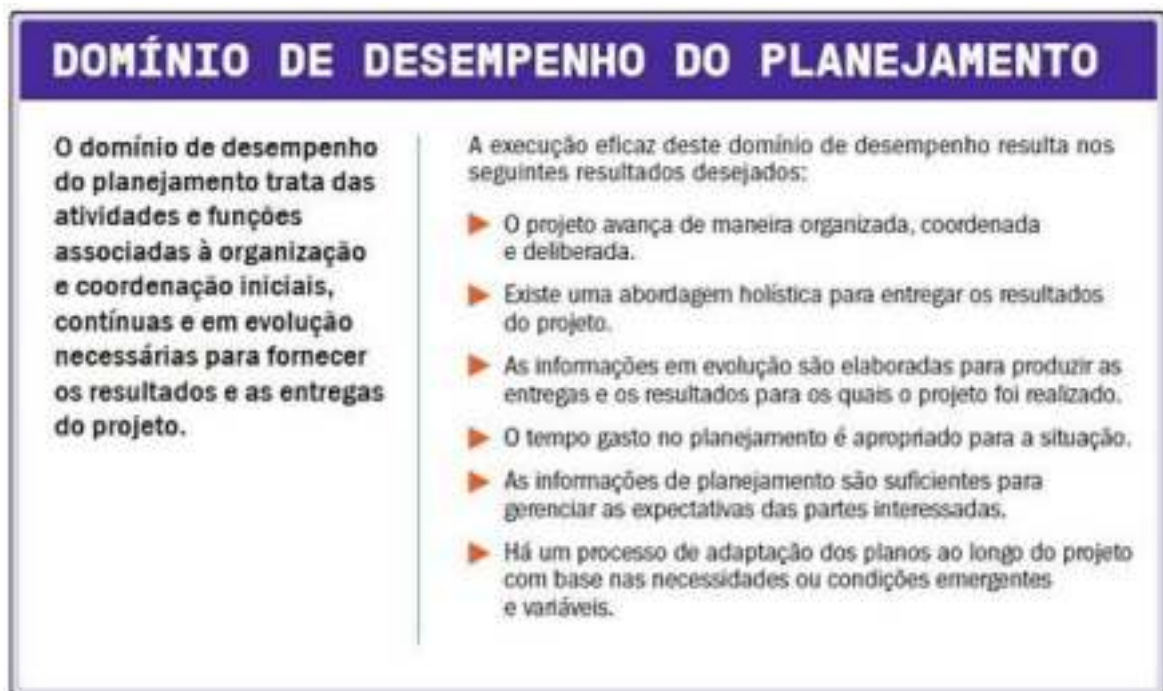 DOMÍNIO DE DESEMPENHO DO PLANEJAMENTO
O domínio de desempenho
do planejamento trata das
atividades e funções
associadas à organização
e coordenação iniciais,
contínuas e em evolução
necessárias para fornecer
os resultados e as entregas
do projeto.
A execução eficaz deste domínio de desempenho resulta nos
seguintes resultados desejados:
▶ O projeto avança de maneira organizada, coordenada
e deliberada.
▶ Existe uma abordagem holística para entregar os resultados
do projeto.
▶ As informações em evolução são elaboradas para produzir as
entregas e os resultados para os quais o projeto foi realizado.
▶ O tempo gasto no planejamento é apropriado para a situação.
▶ As informações de planejamento são suficientes para
gerenciar as expectativas das partes interessadas.
▶ Há um processo de adaptação dos planos ao longo do projeto
com base nas necessidades ou condições emergentes
e variáveis.